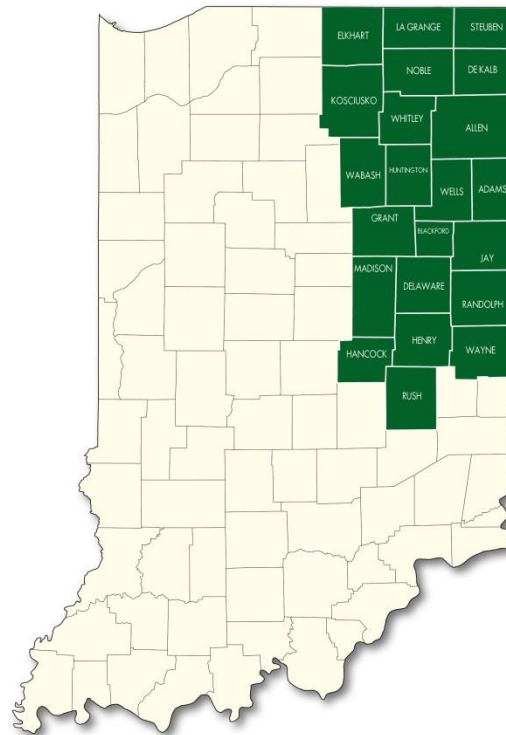 ELKHART
LA GRANGE
STEUBEN
NOBLE
DE KALB
KOSCIUSKO
WHITLEY
ALLEN
WABASH
HUNTINGTON
WELLS
ADAMS
GRANT
BLACKFORD
JAY
MADISON
DELAWARE
RANDOLPH
HENRY
HANCOCK
WAYNE
RUSH